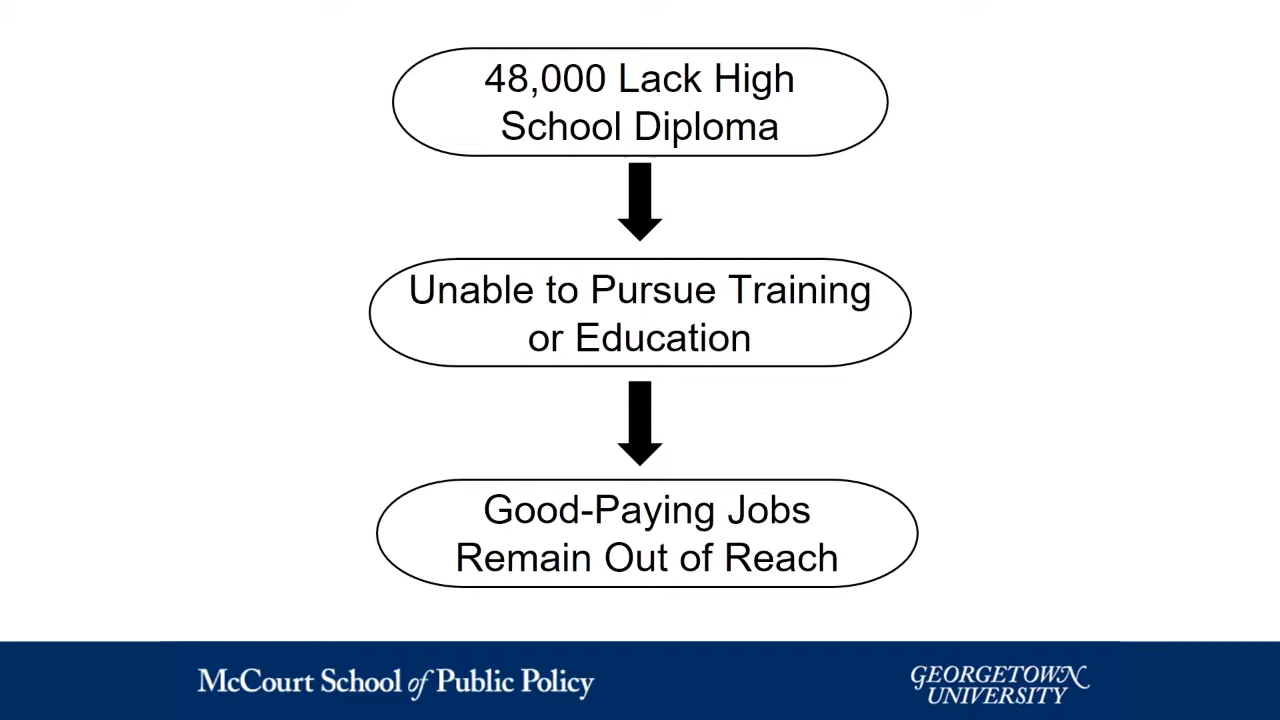 48,000 Lack High
School Diploma
Unable to Pursue Training
or Education
Good-Paying Jobs
Remain Out of Reach
McCourt School of Public Policy
GEORGETOWN
UNIVERSITY